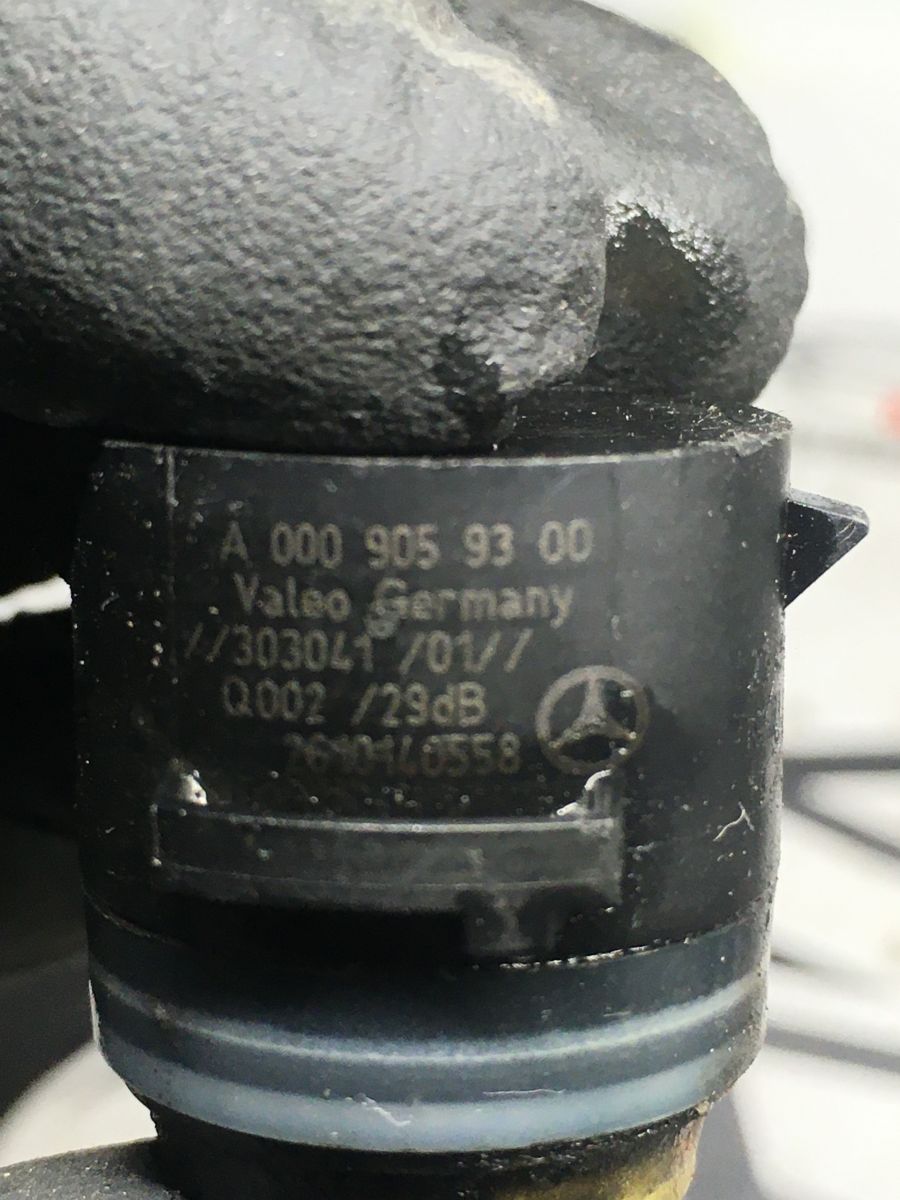 A 000 905 93 00
Valeo Germany
//303041 /01//
Q002 /29dB
2610140558